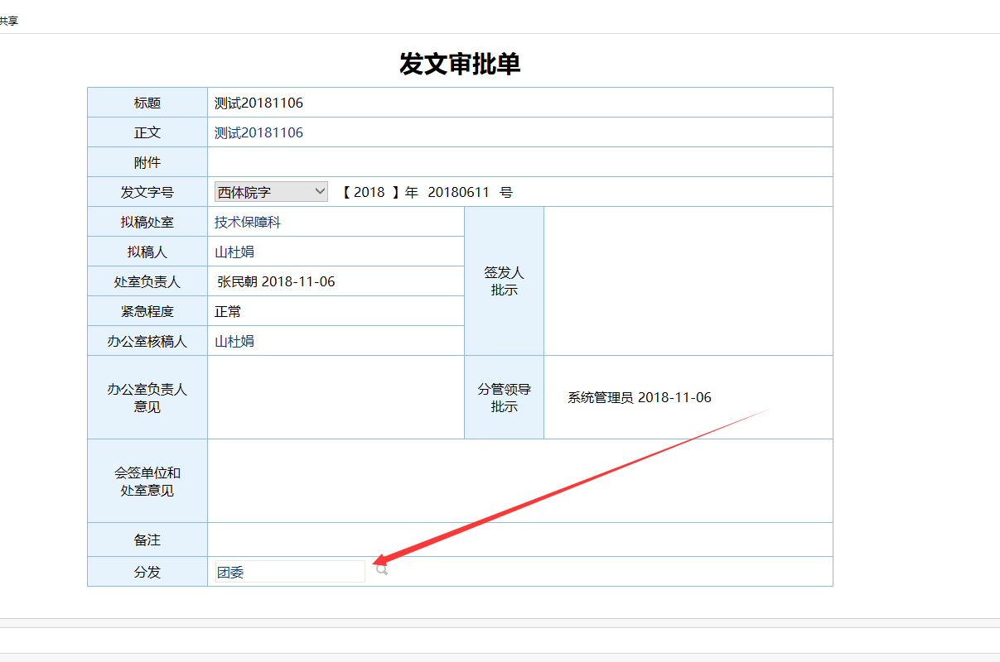 共享
发文审批单
标题 测试20181106
正文 测试20181106
附件
发文字号 西体院字 【 2018 】年 20180611 号
拟稿处室 技术保障科
拟稿人 山杜娟
处室负责人 张民朝 2018-11-06
签发人
批示
紧急程度 正常
办公室核稿人 山杜娟
办公室负责人
意见
分管领导
批示
系统管理员 2018-11-06
会签单位和
处室意见
备注
分发 团委